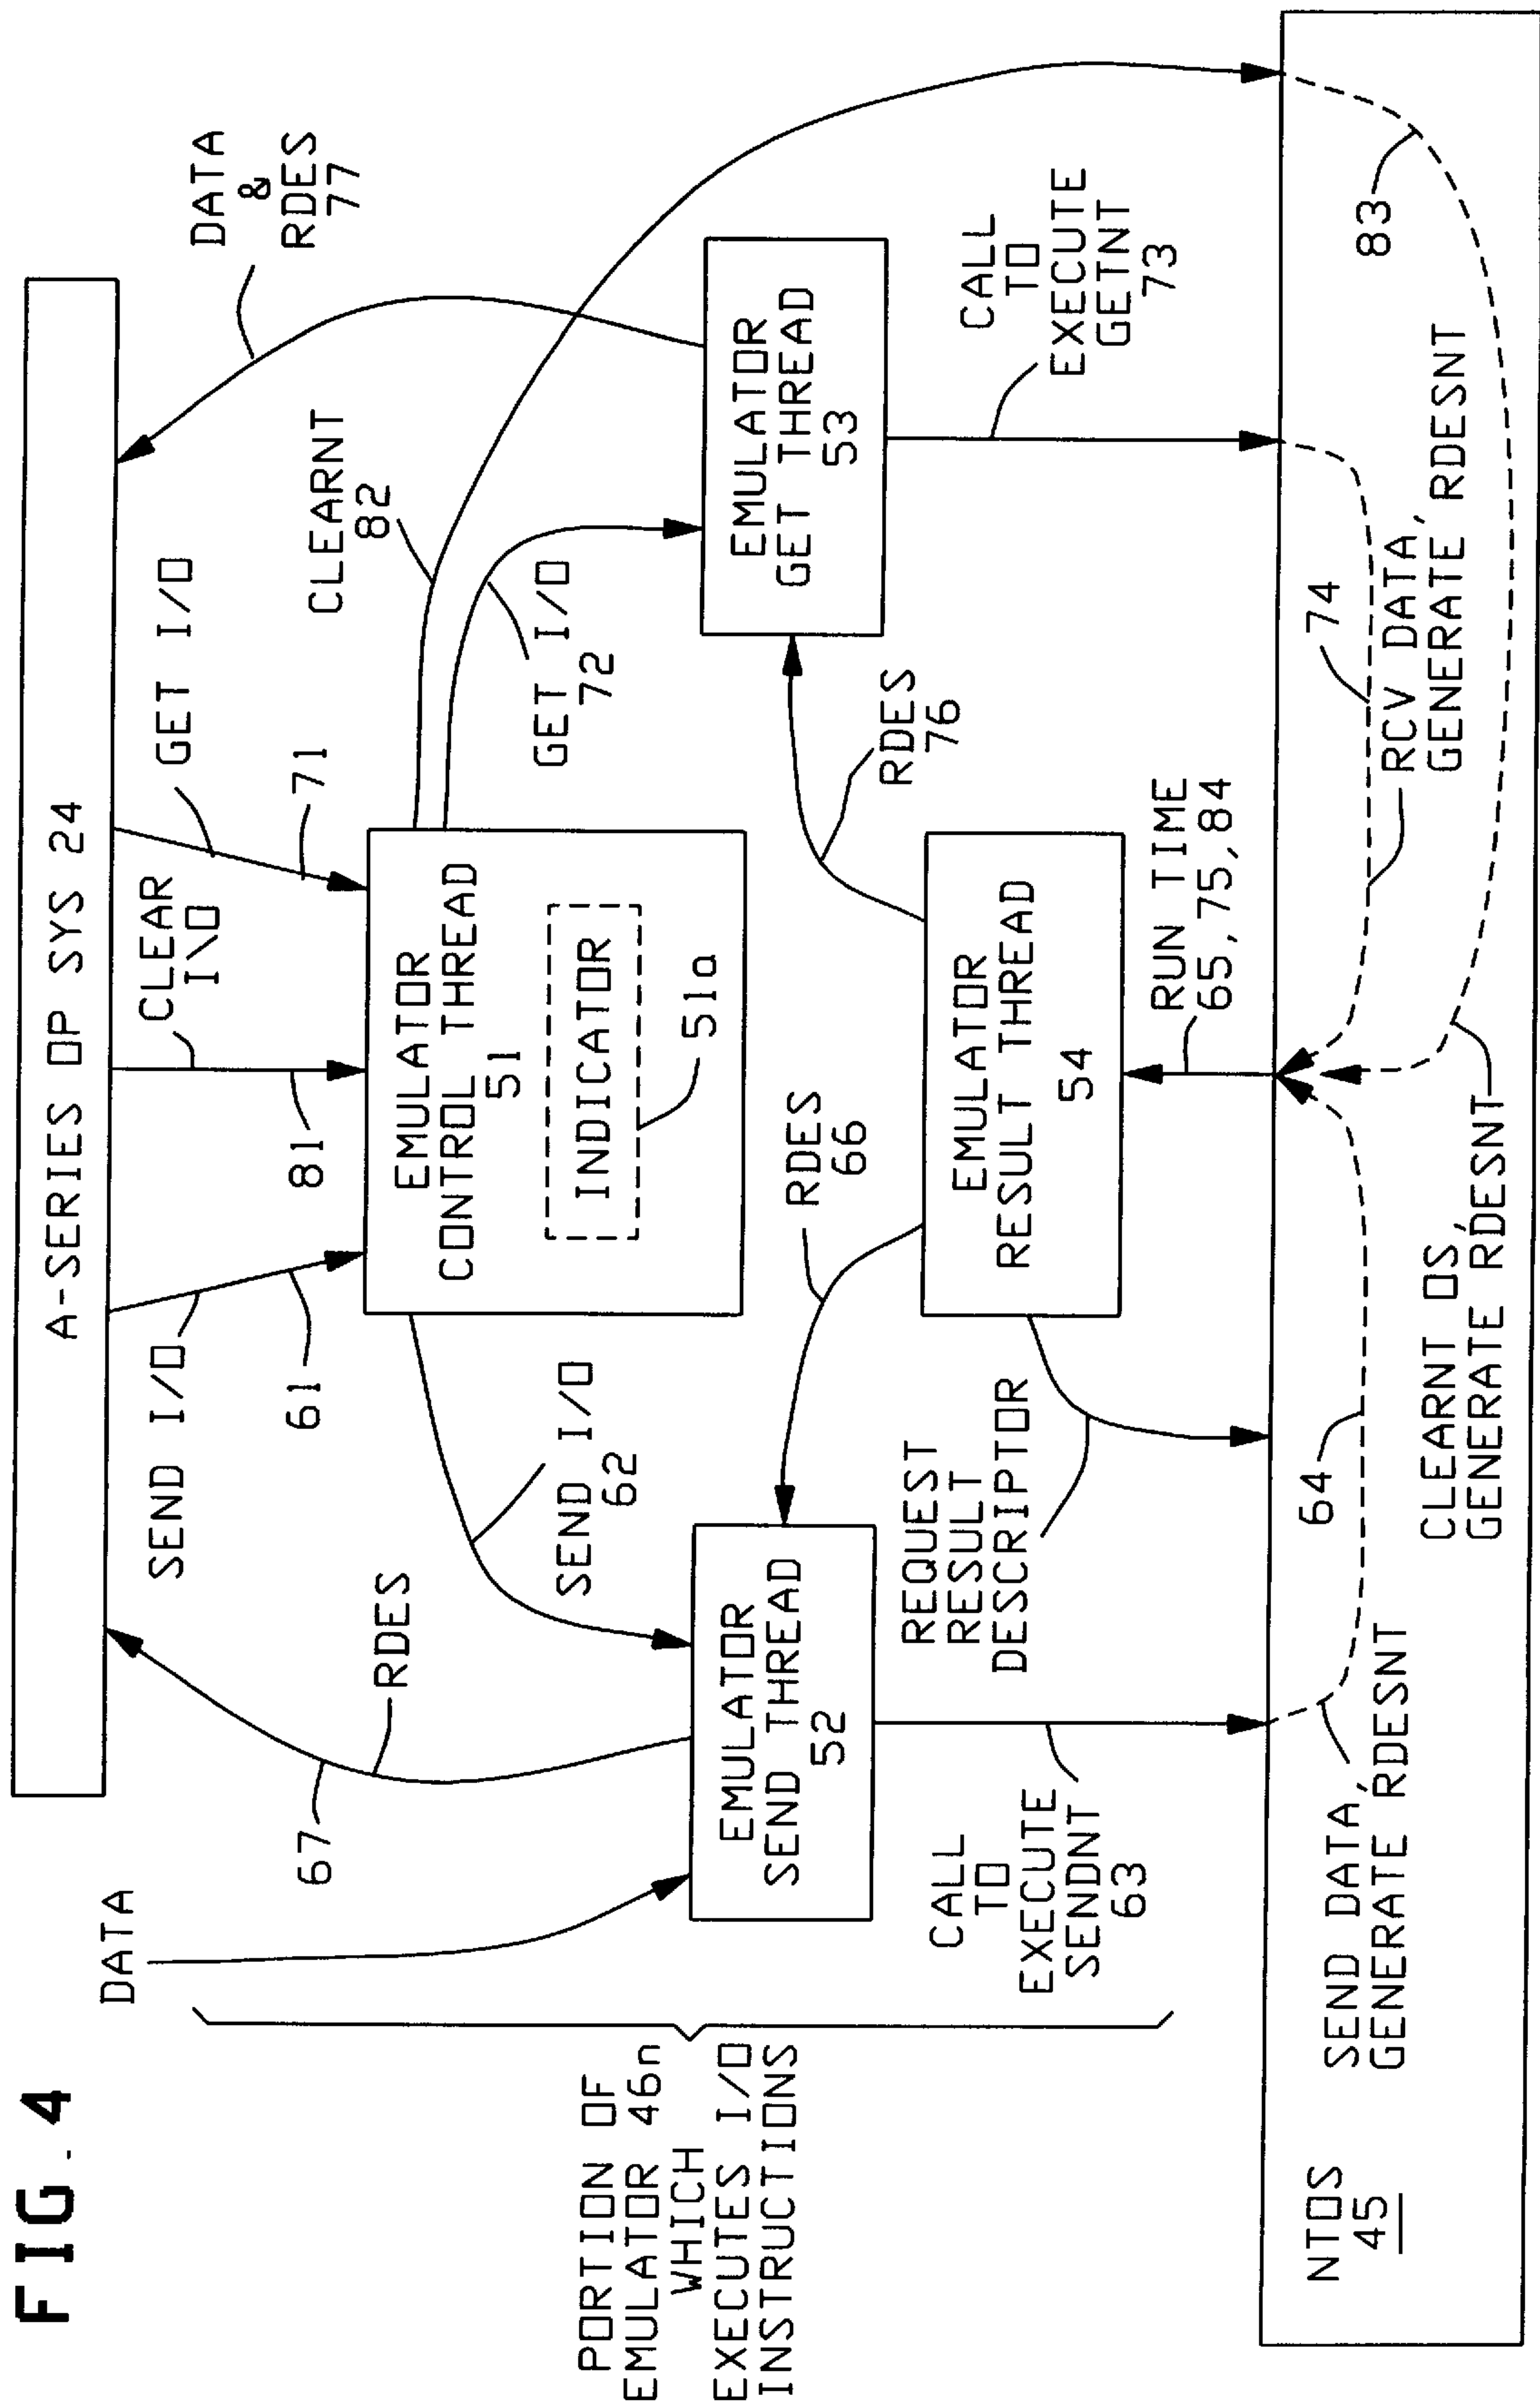 FIG. 4
A-SERIES OP SYS 24
DATA
67
RDES
SEND I/O
61
CLEAR
I\O
81
GET I/O
71
DATA
&
RDES
77
PORTION OF
EMULATOR 46n
WHICH
EXECUTES I/O
INSTRUCTIONS
SEND I/O
62
EMULATOR
CONTROL THREAD
51
INDICATOR
51a
CLEARNT
82
GET I/O
72
EMULATOR
SEND THREAD
52
RDES
66
RDES
76
EMULATOR
GET THREAD
53
CALL
TO
EXECUTE
SENDNT
63
REQUEST
RESULT
DESCRIPTOR
EMULATOR
RESULT THREAD
54
RUN TIME
65,75,84
CALL
TO
EXECUTE
GETNT
73
NTOS
45
SEND DATA,
GENERATE RDESNT
64
CLEARNT OS,
GENERATE RDESNT
74
RCV DATA,
GENERATE RDESNT
83